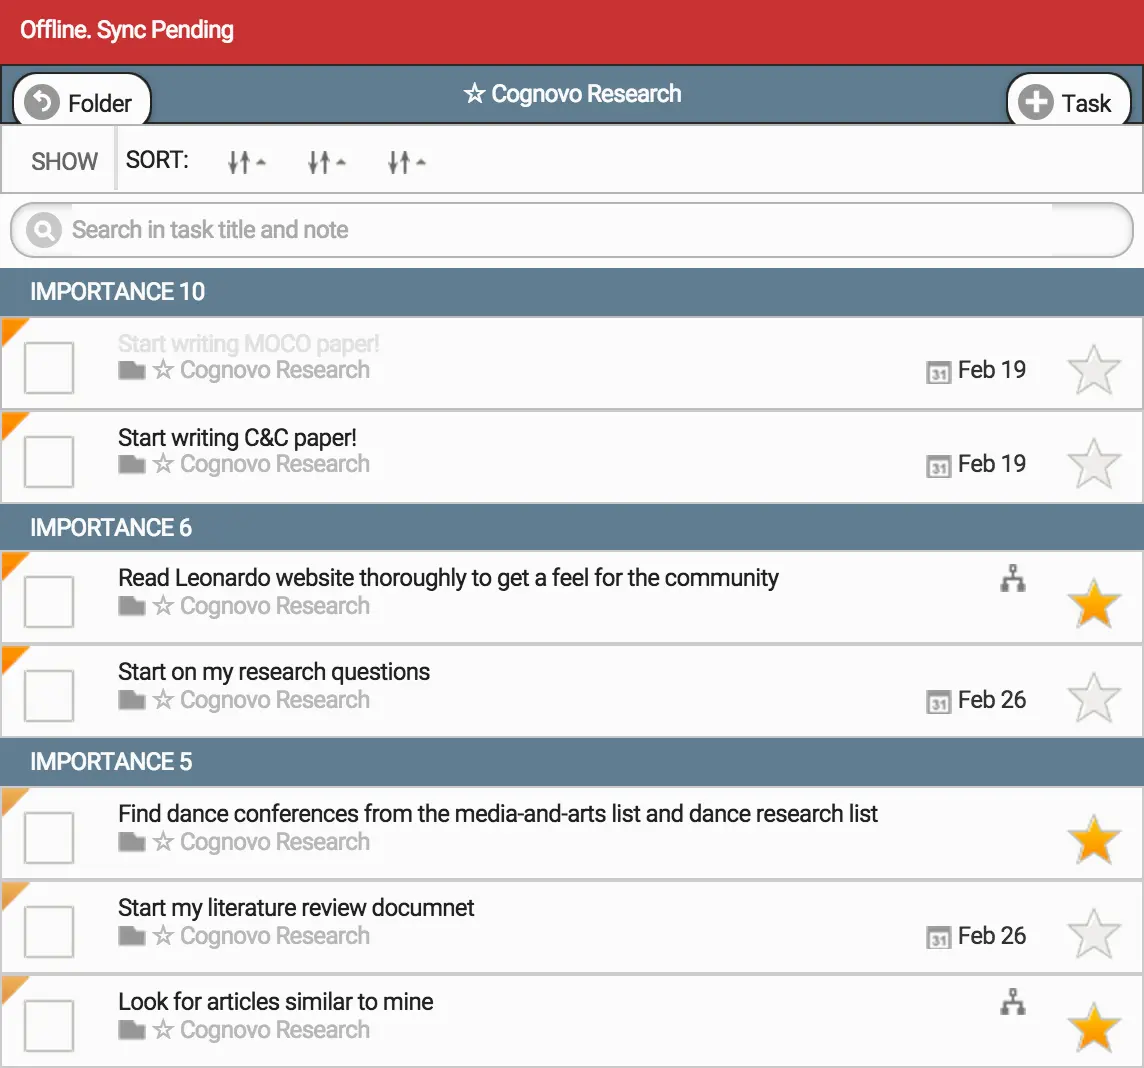 Offline. Sync Pending
Folder
☆ Cognovo Research
Task
SHOW
SORT:
Search in task title and note
IMPORTANCE 10
Start writing MOCO paper!
☆ Cognovo Research
31 Feb 19
Start writing C&C paper!
☆ Cognovo Research
31 Feb 19
IMPORTANCE 6
Read Leonardo website thoroughly to get a feel for the community
☆ Cognovo Research
Start on my research questions
☆ Cognovo Research
31 Feb 26
IMPORTANCE 5
Find dance conferences from the media-and-arts list and dance research list
☆ Cognovo Research
Start my literature review documnet
☆ Cognovo Research
31 Feb 26
Look for articles similar to mine
☆ Cognovo Research